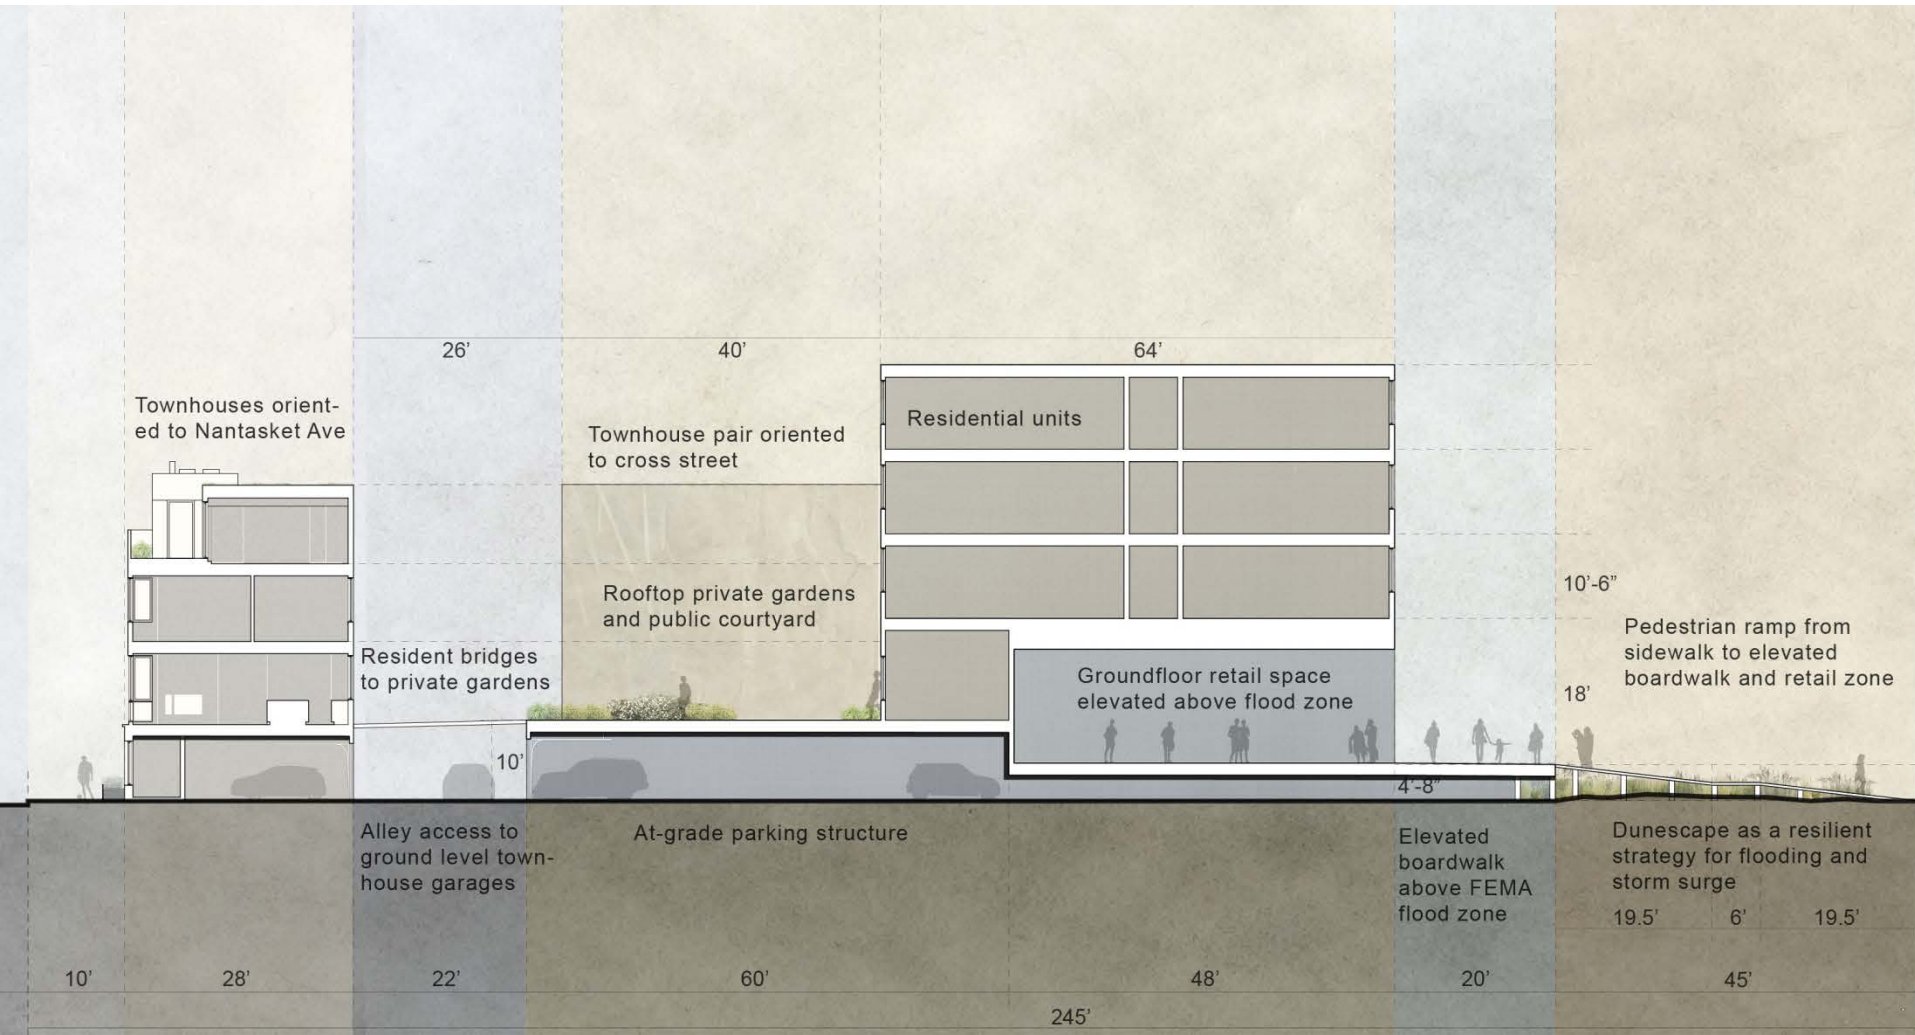 26’
40’
64’
Townhouses orient-
ed to Nantasket Ave
Townhouse pair oriented
to cross street
Residential units
Rooftop private gardens
and public courtyard
10’-6”
Resident bridges
to private gardens
Groundfloor retail space
elevated above flood zone
Pedestrian ramp from
sidewalk to elevated
boardwalk and retail zone
18’
10’
4’-8”
Alley access to
ground level town-
house garages
At-grade parking structure
Elevated
boardwalk
above FEMA
flood zone
Dunescape as a resilient
strategy for flooding and
storm surge
19.5’
6’
19.5’
10’
28’
22’
60’
48’
20’
45’
245’